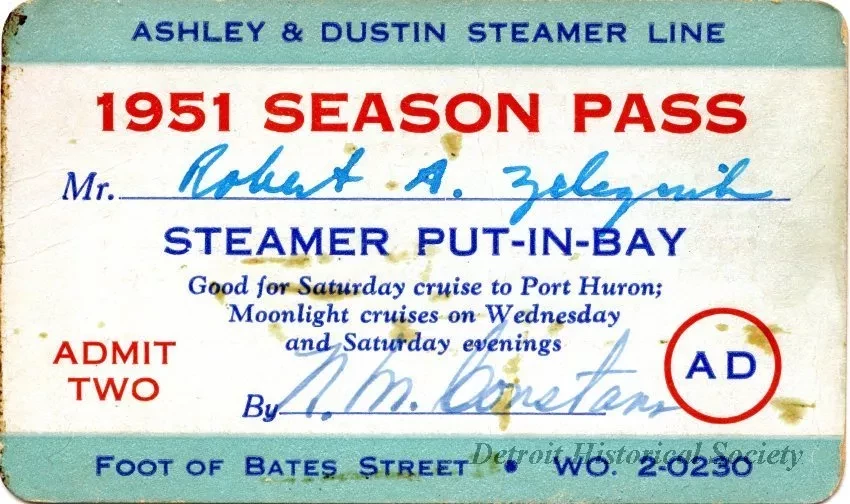 ASHLEY & DUSTIN STEAMER LINE
1951 SEASON PASS
Mr. Robert A.
STEAMER PUT-IN-BAY
Good for Saturday cruise to Port Huron;
Moonlight cruises on Wednesday
and Saturday evenings
ADMIT
TWO
By N. M. Constans
AD
FOOT OF BATES STREET • WO. 2-0230
Detroit Historical Society